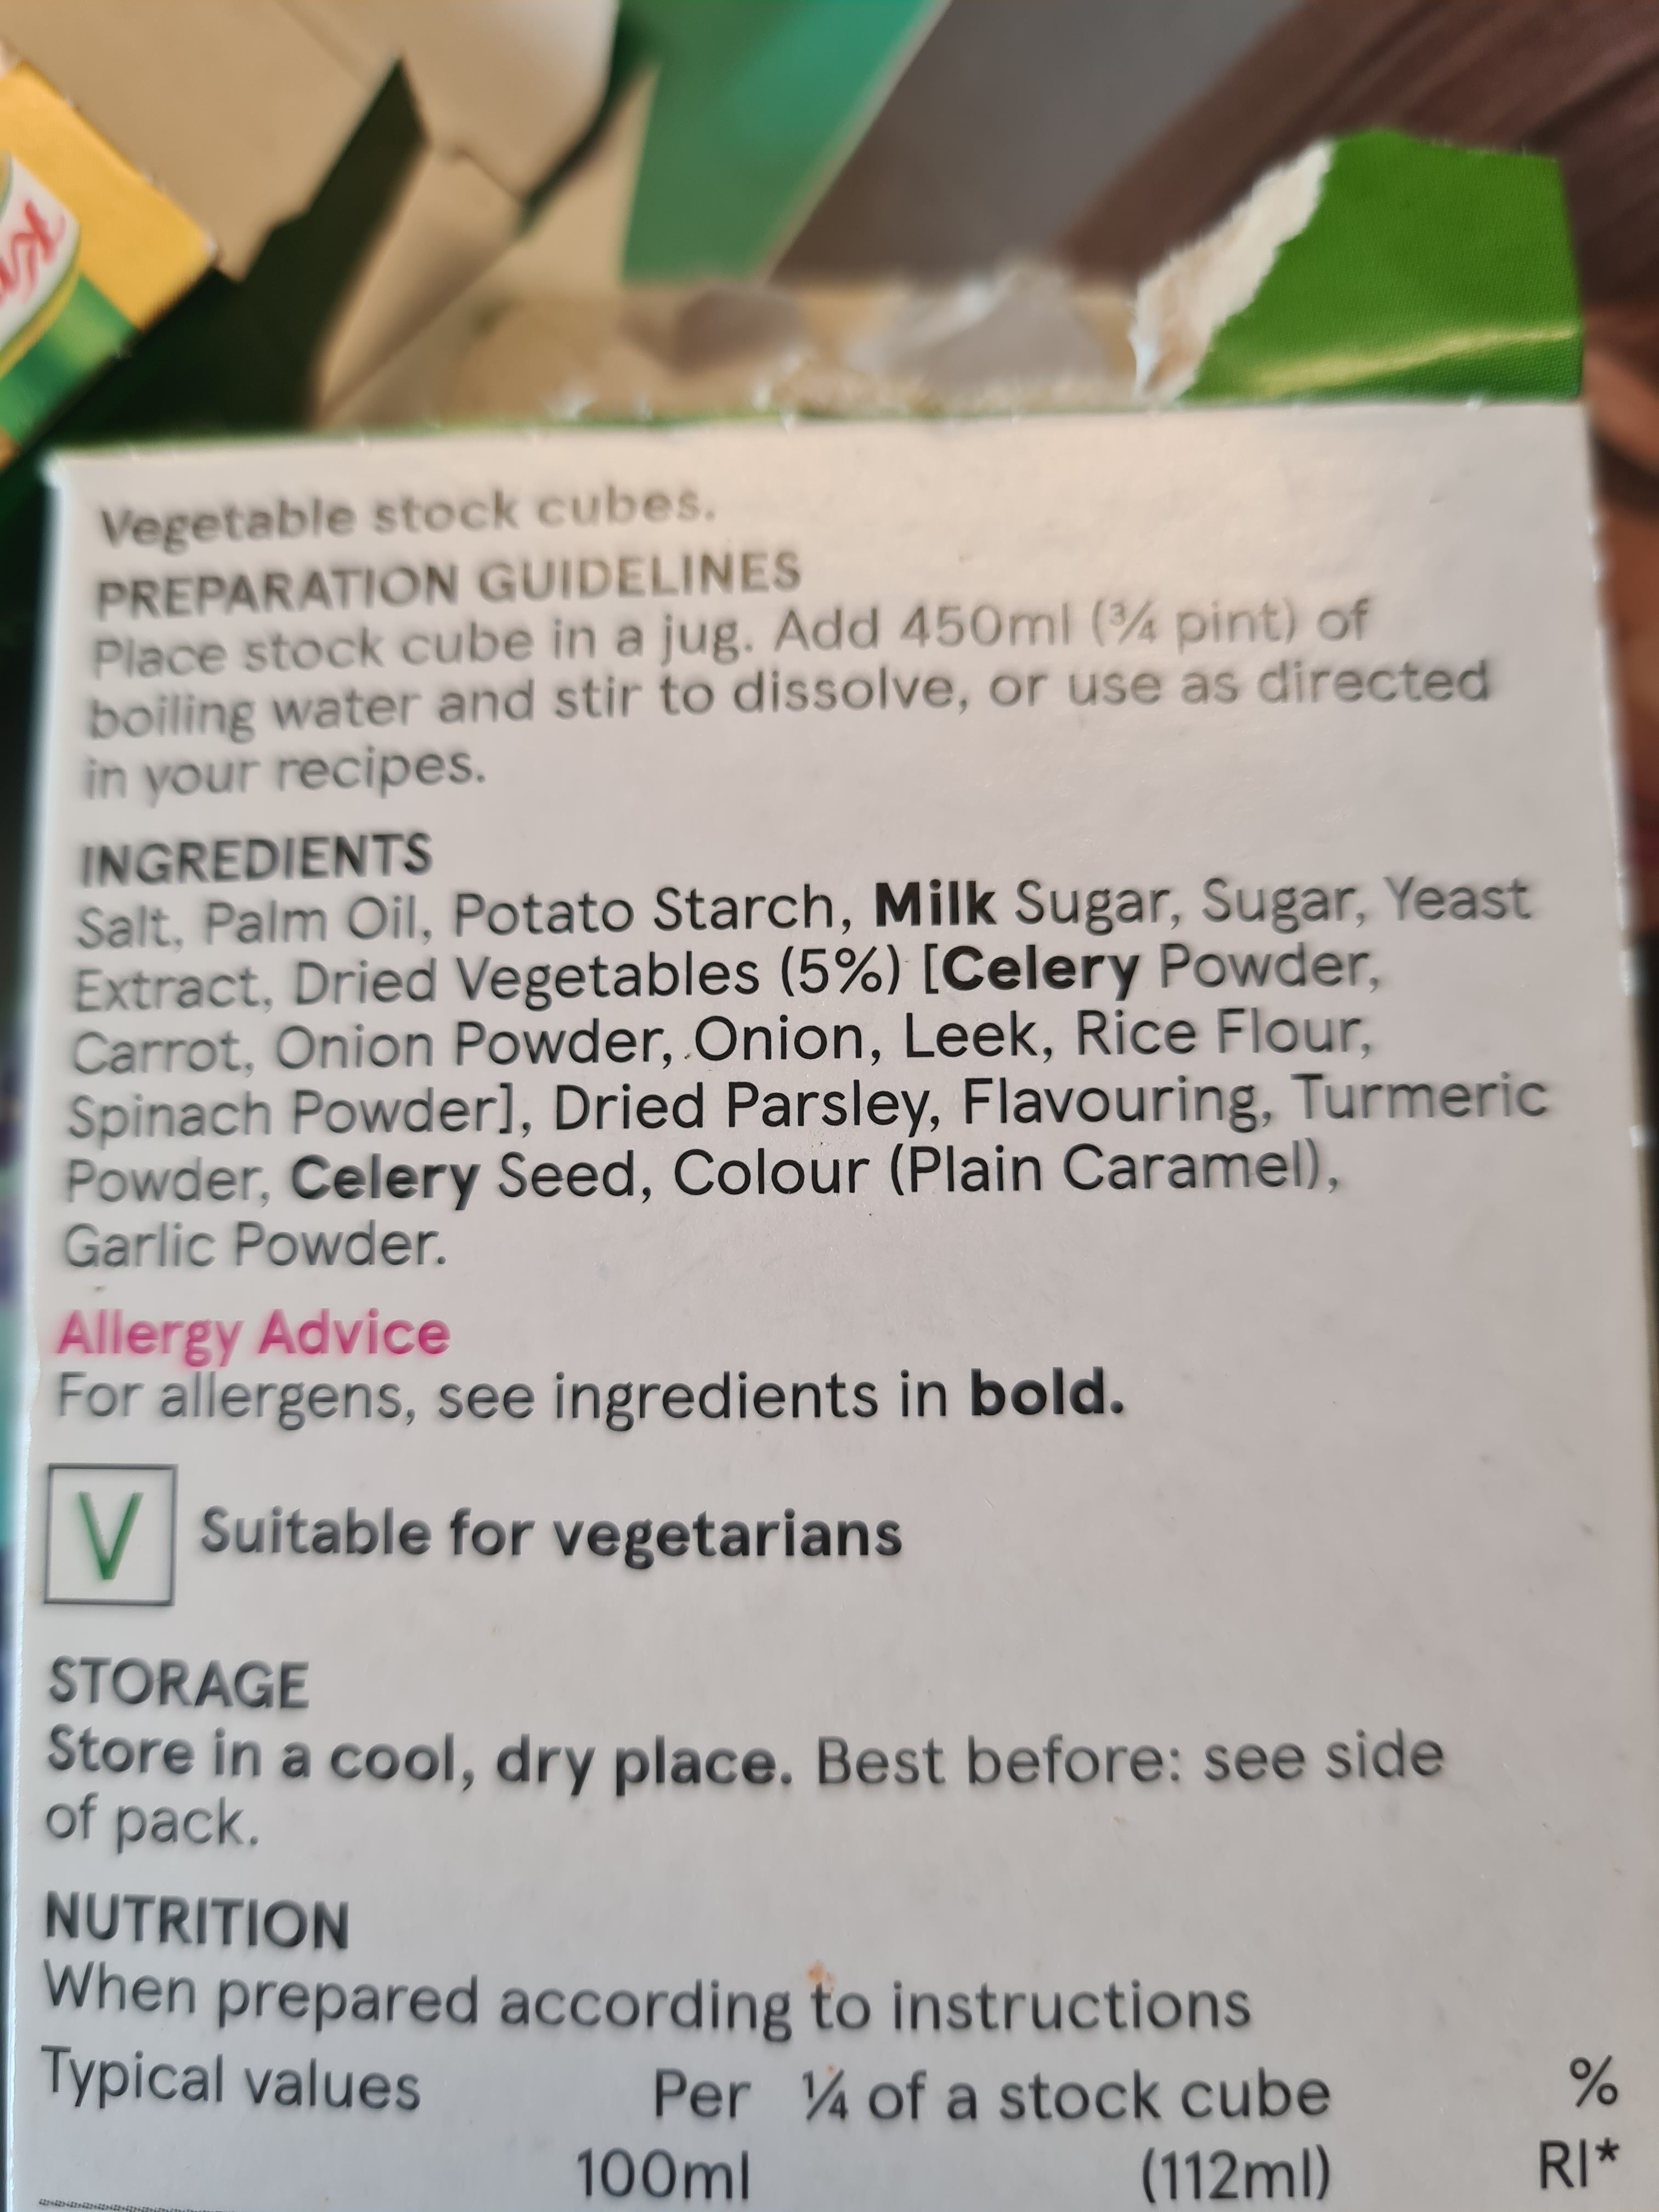 Vegetable stock cubes.
PREPARATION GUIDELINES
Place stock cube in a jug. Add 450ml (¾ pint) of
boiling water and stir to dissolve, or use as directed
in your recipes.
INGREDIENTS
Salt, Palm Oil, Potato Starch, Milk Sugar, Sugar, Yeast
Extract, Dried Vegetables (5%) [Celery Powder,
Carrot, Onion Powder, Onion, Leek, Rice Flour,
Spinach Powder], Dried Parsley, Flavouring, Turmeric
Powder, Celery Seed, Colour (Plain Caramel),
Garlic Powder.
Allergy Advice
For allergens, see ingredients in bold.
V Suitable for vegetarians
STORAGE
Store in a cool, dry place. Best before: see side
of pack.
NUTRITION
When prepared according to instructions
Typical values Per ¼ of a stock cube %
100ml (112ml) RI*